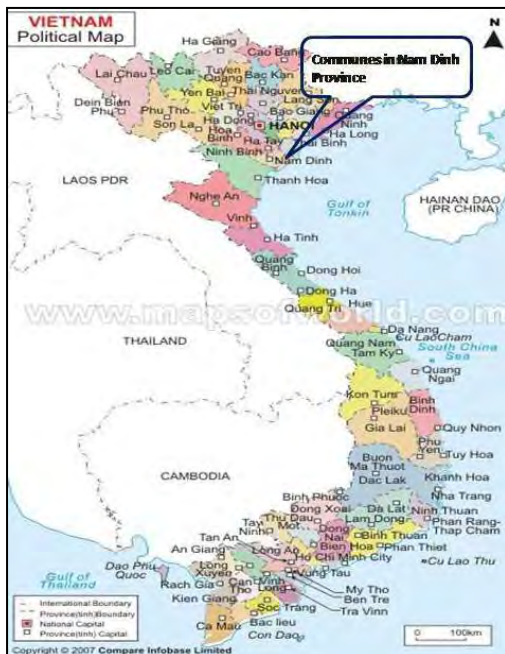 VIETNAM
Political Map
N
Communes in Nam Dinh
Province
Ha Giang
Cao Bang
Lai Chau
Leo Cai
Tuyen
Quang
Bac Kan
Yen Bai
Thai Nguyen
Lang Son
Dein Bien
Phu
Phu Tho
Viet Tri
Bao Giang
Quang
Ninh
Son La
Ha Dong
HANOI
Ha Long
Hoa
Binh
Ha Tay
Thai Binh
Ninh Binh
Nam Dinh
Thanh Hoa
LAOS PDR
HAINAN DAO
(PR CHINA)
Nghe An
Gulf of
Tonkin
Vinh
Ha Tinh
Quang
Binh
Dong Hoi
Dong Ha
Hue
Quang Tri
www.mapsofworld.com
THAILAND
Da Nang
Cu LaoCham
Quang Nam
Tam Ky
South China
Sea
Quang
Ngai
Kon Tum
Binh
Dinh
Pleiku
Gia Lai
Quy Nhon
Phu
Yen
Tuy Hoa
Buon
Ma Thuot
Dac Lak
CAMBODIA
Khanh Hoa
Nha Trang
Binh Phuoc
Da Lat
Dong Xoai
Ninh Thuan
Lam Dong
Phan Rang-
Thap Cham
Thu Dau
Mot
Tay
Ninh
Dong
Nai
Binh Thuan
Tan An
Bien Hoa
Phan Thiet
An Giang
Long An
Ho Chi Minh City
Cu Lao Thu
Dao Phu
Quoc
Long
Xuyen
Vung Tau
Gulf of
Thailand
Rach Gia
Can
Tho
Vinh
Long
My Tho
Kien Giang
Ben Tre
Soc Trang
Tra Vinn
Ca Mau
Bac lieu
Con Dao
International Boundary
Province(tinh)Boundary
National Capital
Province(tinh) Capital
0 100km
Copyright © 2007 Compare Infobase Limited